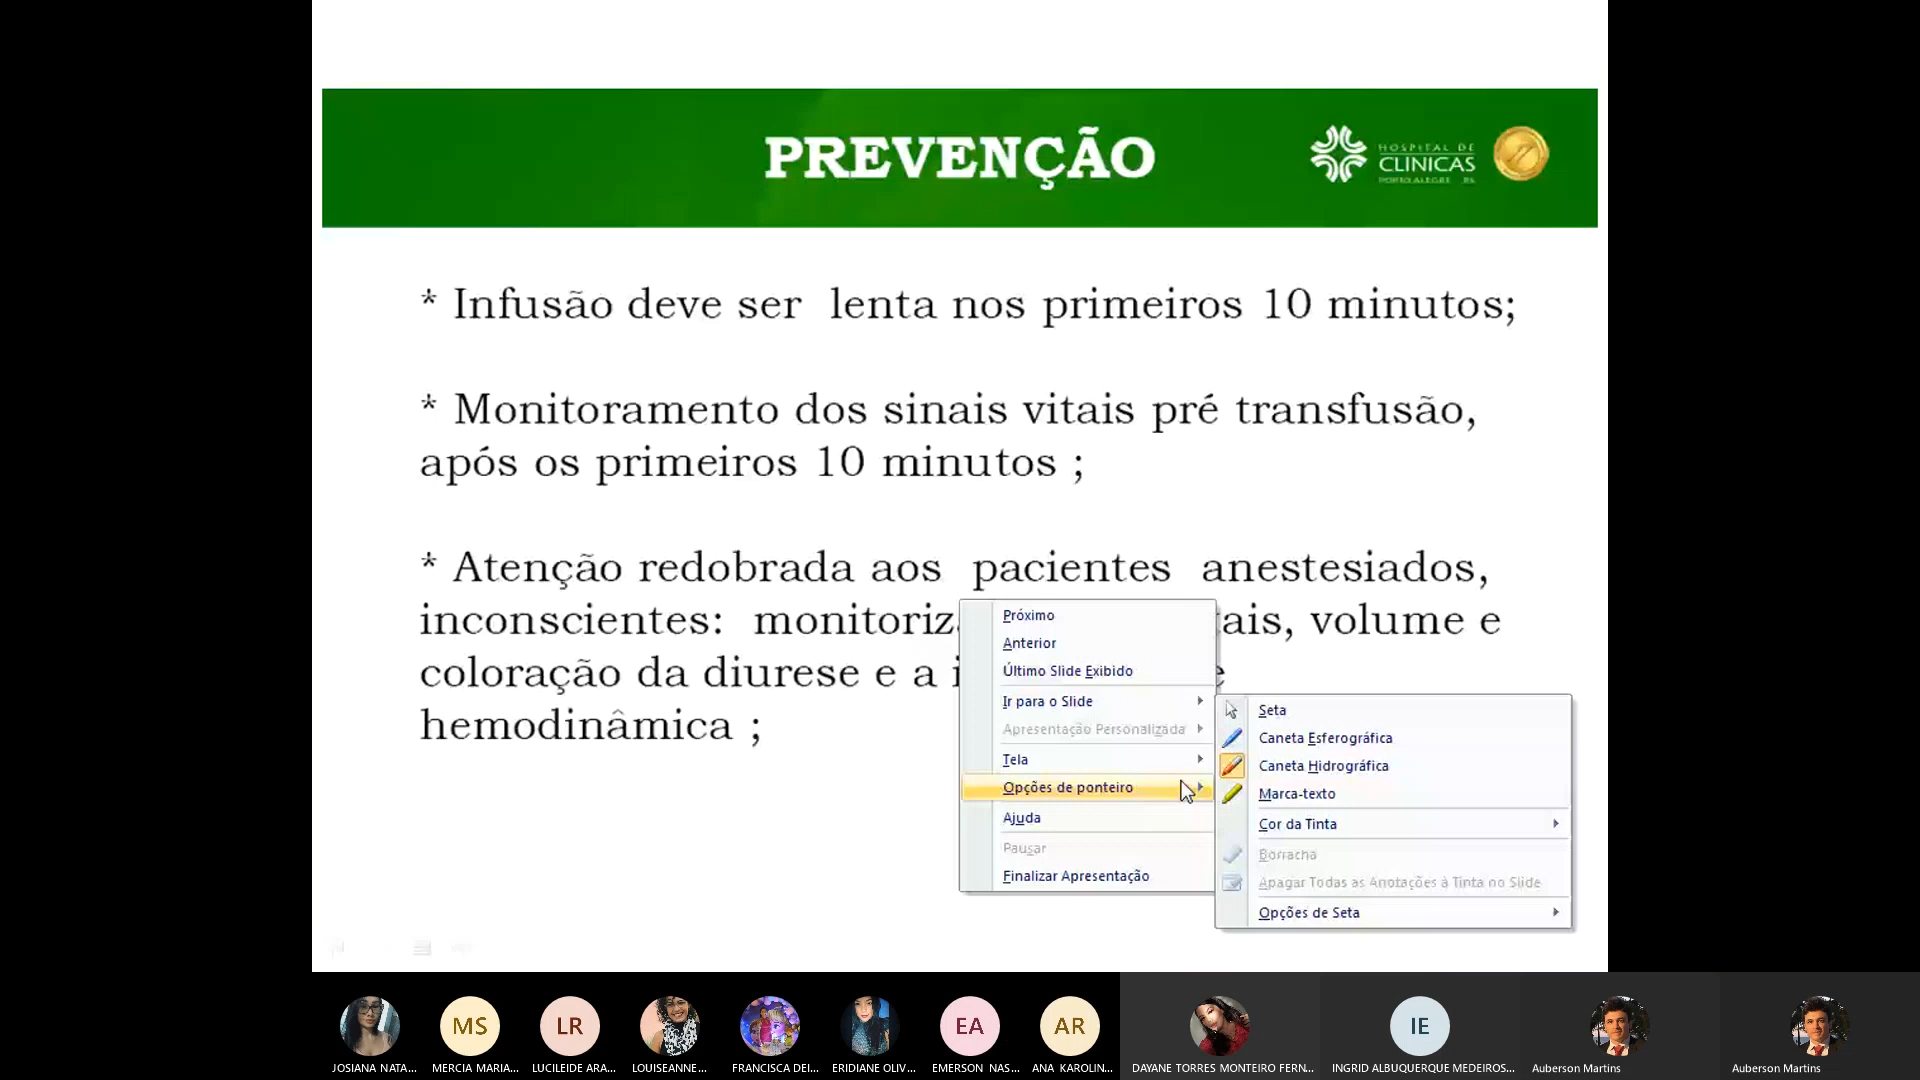 PREVENÇÃO
HOSPITAL DE
CLINICAS
PORTO ALEGRE RS
* Infusão deve ser lenta nos primeiros 10 minutos;
* Monitoramento dos sinais vitais pré transfusão,
após os primeiros 10 minutos ;
* Atenção redobrada aos pacientes anestesiados,
inconscientes: monitoriz ais, volume e
coloração da diurese e a i e
hemodinâmica ;
Próximo
Anterior
Último Slide Exibido
Ir para o Slide
Apresentação Personalizada
Tela
Opções de ponteiro
Ajuda
Pausar
Finalizar Apresentação
Seta
Caneta Esferográfica
Caneta Hidrográfica
Marca-texto
Cor da Tinta
Borracha
Apagar Todas as Anotações à Tinta no Slide
Opções de Seta
MS LR EA AR IE
JOSIANA NATA... MERCIA MARIA... LUCILEIDE ARA... LOUISEANNE... FRANCISCA DEI... ERIDIANE OLIV... EMERSON NAS... ANA KAROLIN... DAYANE TORRES MONTEIRO FERN... INGRID ALBUQUERQUE MEDEIROS... Auberson Martins Auberson Martins